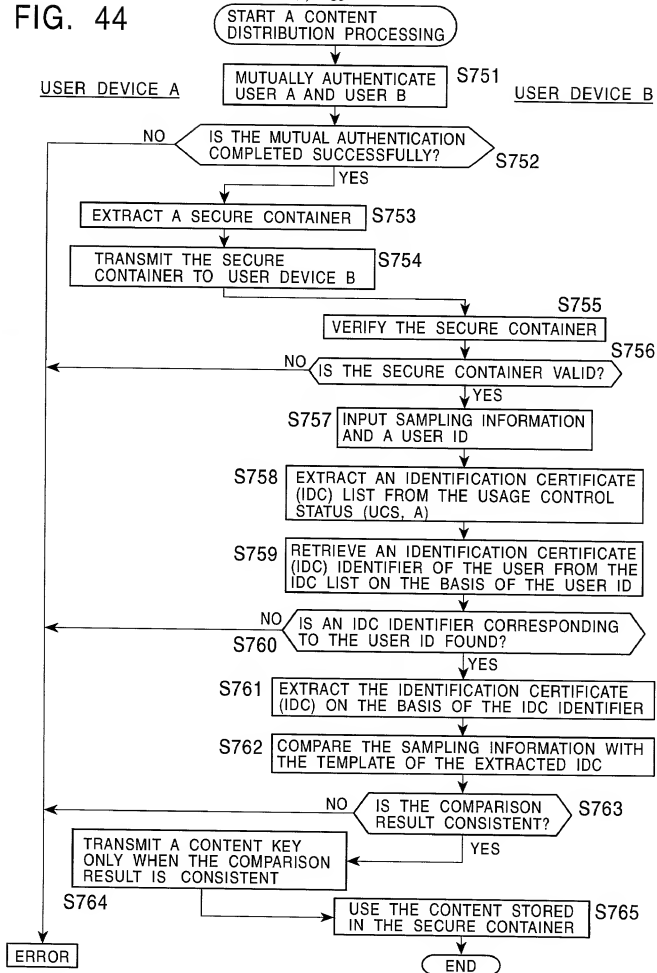 FIG. 44
START A CONTENT
DISTRIBUTION PROCESSING
MUTUALLY AUTHENTICATE
USER A AND USER B
S751
USER DEVICE A
USER DEVICE B
NO
IS THE MUTUAL AUTHENTICATION
COMPLETED SUCCESSFULLY?
S752
YES
EXTRACT A SECURE CONTAINER
S753
TRANSMIT THE SECURE
CONTAINER TO USER DEVICE B
S754
S755
VERIFY THE SECURE CONTAINER
S756
NO
IS THE SECURE CONTAINER VALID?
YES
S757
INPUT SAMPLING INFORMATION
AND A USER ID
S758
EXTRACT AN IDENTIFICATION CERTIFICATE
(IDC) LIST FROM THE USAGE CONTROL
STATUS (UCS, A)
S759
RETRIEVE AN IDENTIFICATION CERTIFICATE
(IDC) IDENTIFIER OF THE USER FROM THE
IDC LIST ON THE BASIS OF THE USER ID
NO
IS AN IDC IDENTIFIER CORRESPONDING
TO THE USER ID FOUND?
S760
YES
S761
EXTRACT THE IDENTIFICATION CERTIFICATE
(IDC) ON THE BASIS OF THE IDC IDENTIFIER
S762
COMPARE THE SAMPLING INFORMATION WITH
THE TEMPLATE OF THE EXTRACTED IDC
NO
IS THE COMPARISON
RESULT CONSISTENT?
S763
YES
TRANSMIT A CONTENT KEY
ONLY WHEN THE COMPARISON
RESULT IS CONSISTENT
S764
USE THE CONTENT STORED
IN THE SECURE CONTAINER
S765
ERROR
END